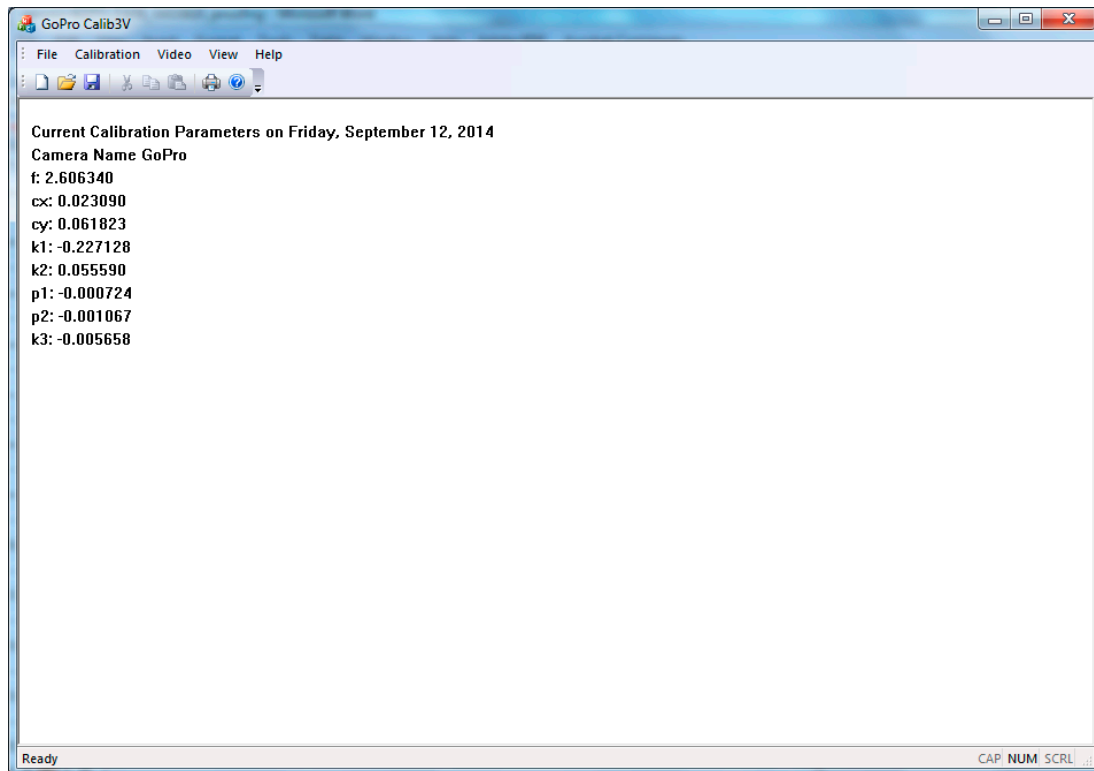 GoPro Calib3V
File Calibration Video View Help
Current Calibration Parameters on Friday, September 12, 2014
Camera Name GoPro
f: 2.606340
cx: 0.023090
cy: 0.061823
k1: -0.227128
k2: 0.055590
p1: -0.000724
p2: -0.001067
k3: -0.005658
Ready CAP NUM SCRL